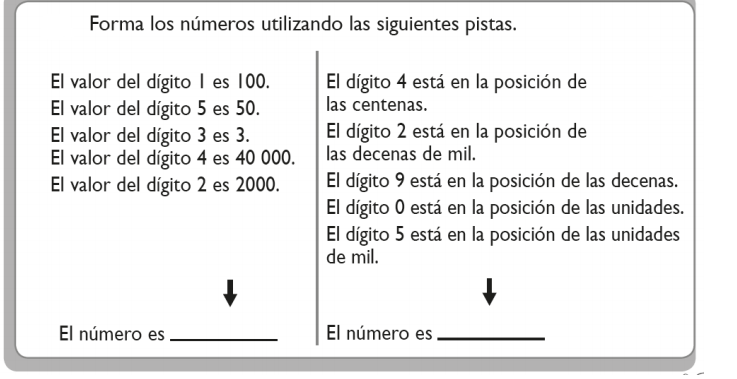 Forma los números utilizando las siguientes pistas.
El valor del dígito 1 es 100.
El valor del dígito 5 es 50.
El valor del dígito 3 es 3.
El valor del dígito 4 es 40 000.
El valor del dígito 2 es 2000.
El número es
El dígito 4 está en la posición de
las centenas.
El dígito 2 está en la posición de
las decenas de mil.
El dígito 9 está en la posición de las decenas.
El dígito 0 está en la posición de las unidades.
El dígito 5 está en la posición de las unidades
de mil.
El número es